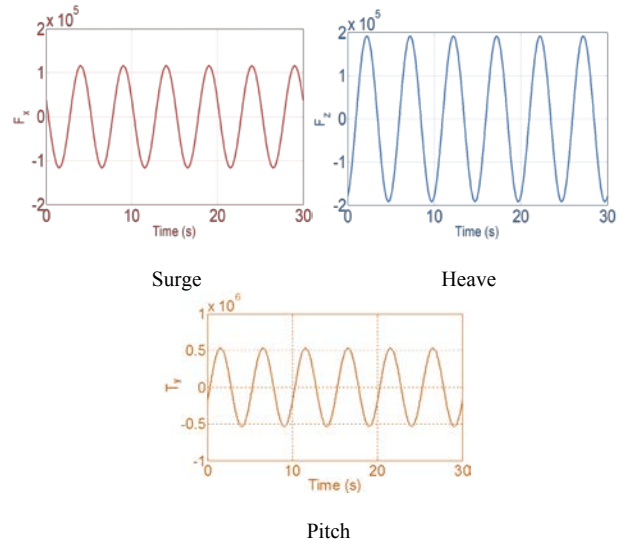 2 x 10^5
1
0
-1
-2
F_x
0 10 20 30
Time (s)
Surge
2 x 10^5
1
0
-1
-2
F_z
0 10 20 30
Time (s)
Heave
1 x 10^6
0.5
0
-0.5
-1
T_y
0 10 20 30
Time (s)
Pitch